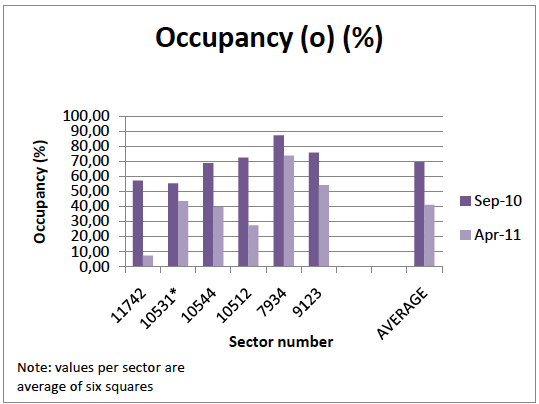 Occupancy (o) (%)
Occupancy (%)
100,00
90,00
80,00
70,00
60,00
50,00
40,00
30,00
20,00
10,00
0,00
11742
10531*
10544
10512
7934
9123
AVERAGE
Sector number
Sep-10
Apr-11
Note: values per sector are
average of six squares